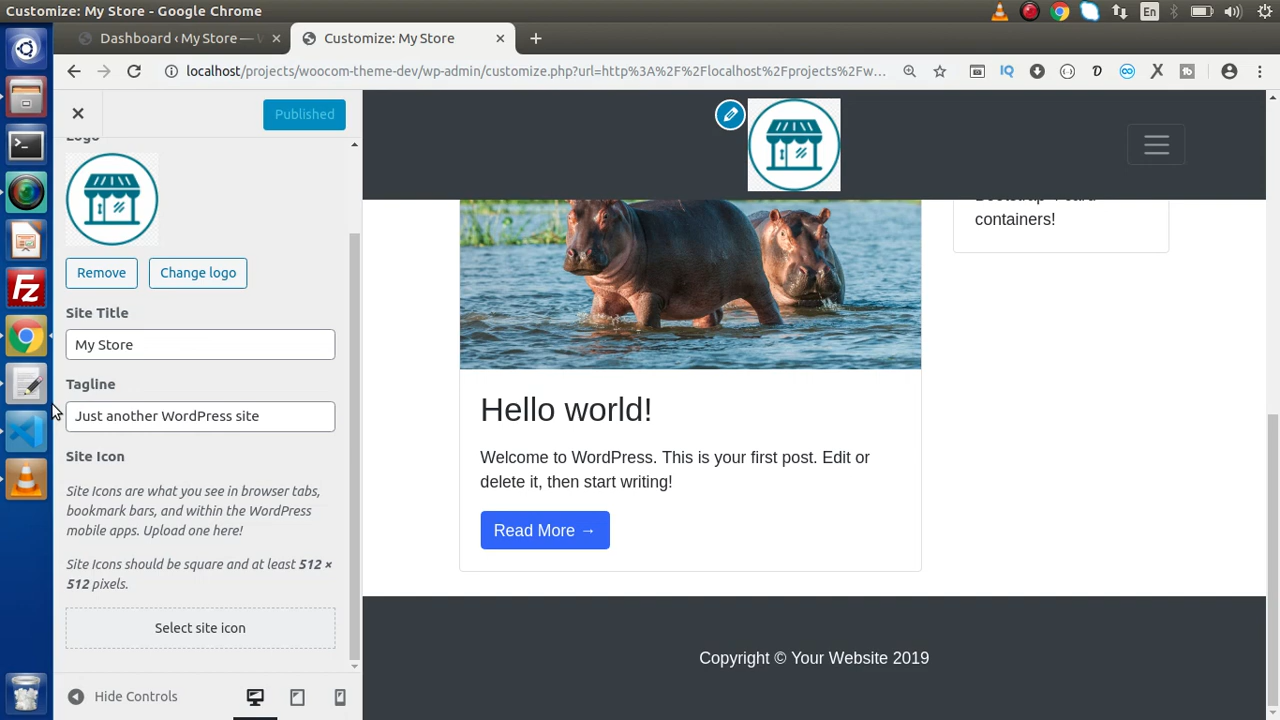 Customize: My Store - Google Chrome
En
Dashboard ‹ My Store — W
Customize: My Store
localhost/projects/woocom-theme-dev/wp-admin/customize.php?url=http%3A%2F%2Flocalhost%2Fprojects%2Fw...
IQ
Published
Logo
Remove
Change logo
Site Title
My Store
Tagline
Just another WordPress site
Site Icon
Site Icons are what you see in browser tabs,
bookmark bars, and within the WordPress
mobile apps. Upload one here!
Site Icons should be square and at least 512 ×
512 pixels.
Select site icon
Hide Controls
containers!
Hello world!
Welcome to WordPress. This is your first post. Edit or
delete it, then start writing!
Read More →
Copyright © Your Website 2019